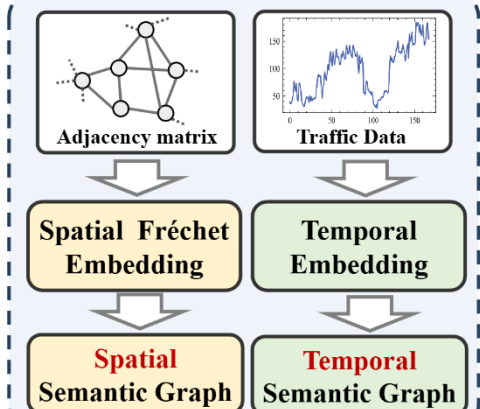 150
100
50
0 50 100 150
Adjacency matrix
Traffic Data
Spatial Fréchet
Embedding
Temporal
Embedding
Spatial
Semantic Graph
Temporal
Semantic Graph